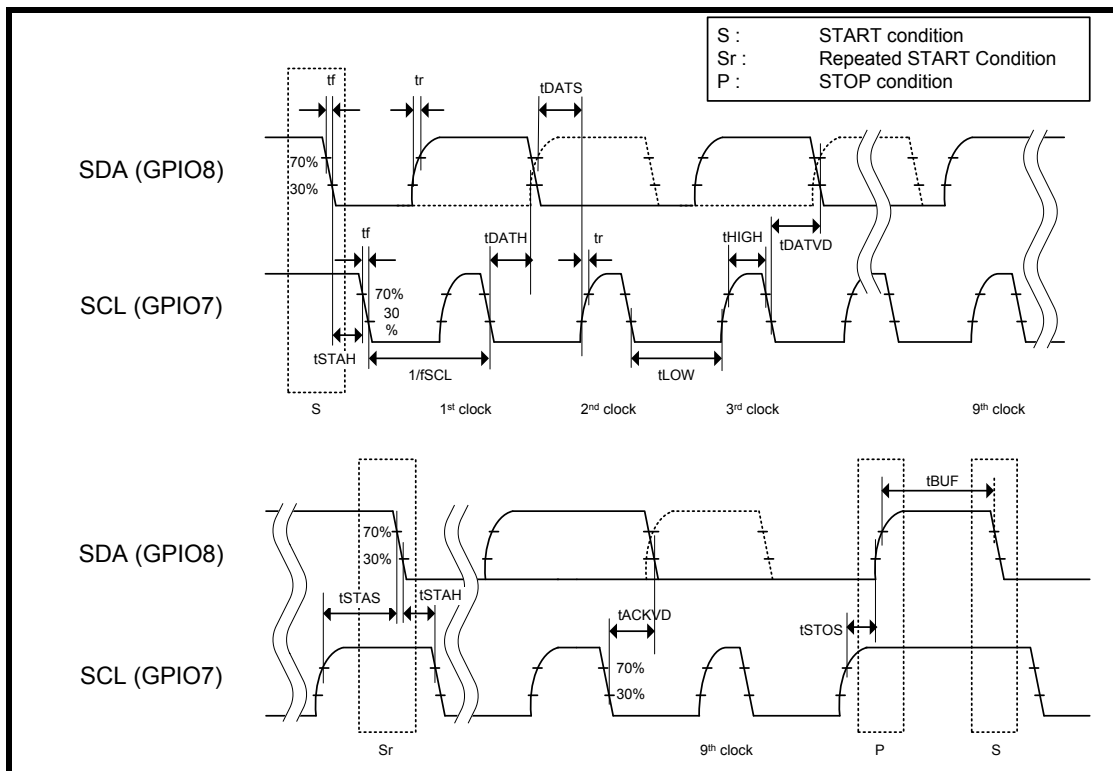 S : START condition
Sr : Repeated START Condition
P : STOP condition
tf
tr
tDATS
SDA (GPIO8)
70%
30%
tf
tDATH
tr
tHIGH
tDATVD
SCL (GPIO7)
70%
30
%
tSTAH
1/fSCL
tLOW
S
1st clock
2nd clock
3rd clock
9th clock
tBUF
SDA (GPIO8)
70%
30%
tSTAS
tSTAH
tACKVD
tSTOS
SCL (GPIO7)
70%
30%
Sr
9th clock
P
S